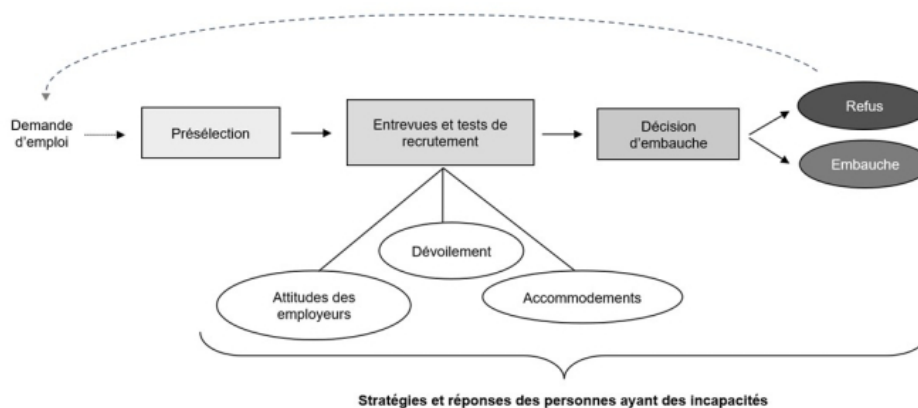 Demande
d'emploi
Présélection
Entrevues et tests de
recrutement
Décision
d'embauche
Refus
Embauche
Dévoilement
Attitudes des
employeurs
Accommodements
Stratégies et réponses des personnes ayant des incapacités